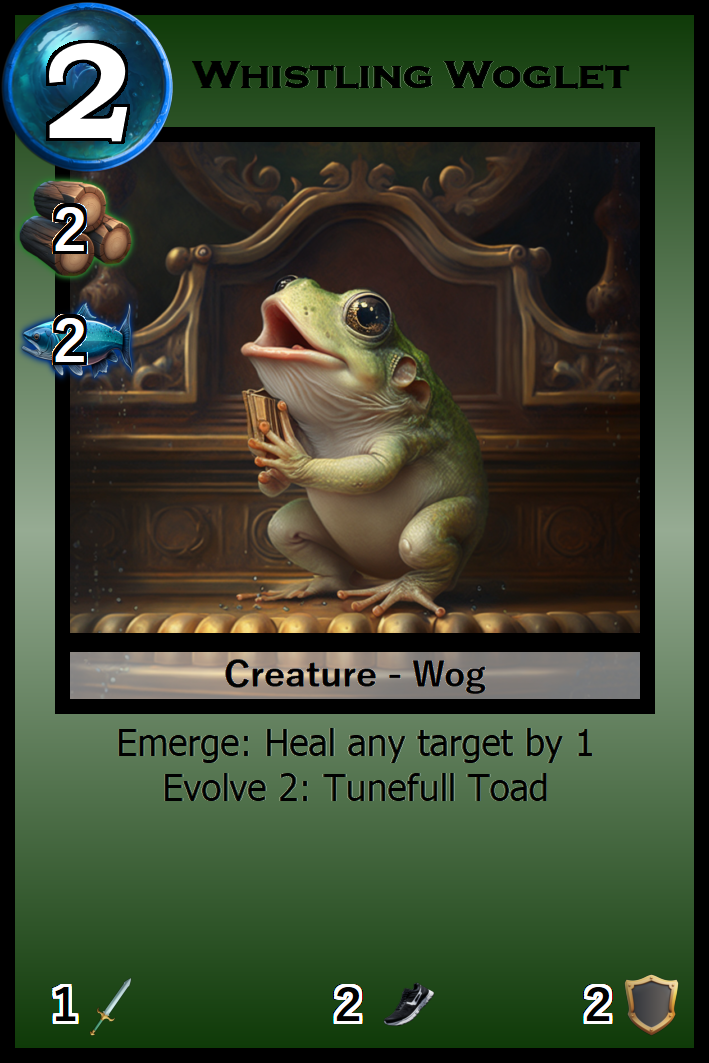 2
Whistling Woglet
2
2
Creature - Wog
Emerge: Heal any target by 1
Evolve 2: Tunefull Toad
1 2 2